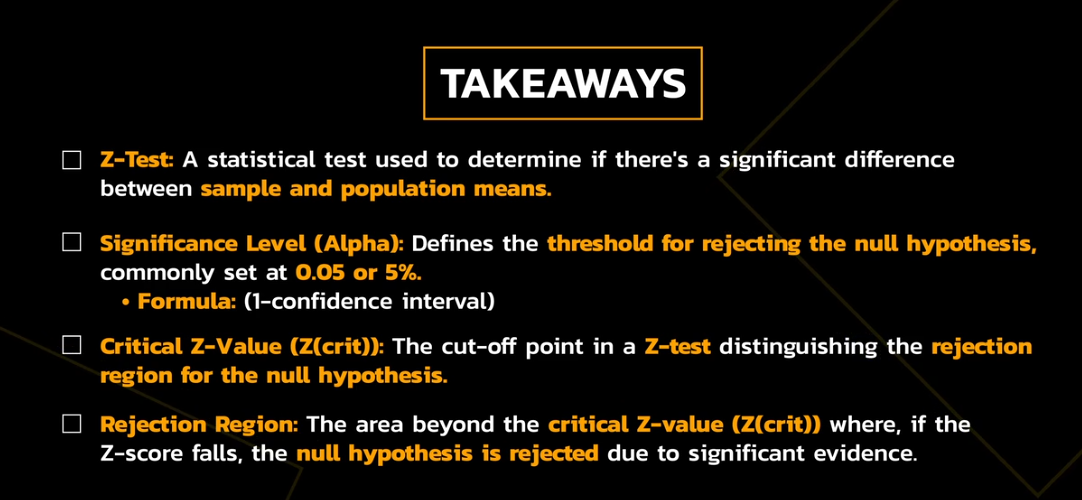 TAKEAWAYS
Z-Test: A statistical test used to determine if there's a significant difference
between sample and population means.
Significance Level (Alpha): Defines the threshold for rejecting the null hypothesis,
commonly set at 0.05 or 5%.
• Formula: (1-confidence interval)
Critical Z-Value (Z(crit)): The cut-off point in a Z-test distinguishing the rejection
region for the null hypothesis.
Rejection Region: The area beyond the critical Z-value (Z(crit)) where, if the
Z-score falls, the null hypothesis is rejected due to significant evidence.